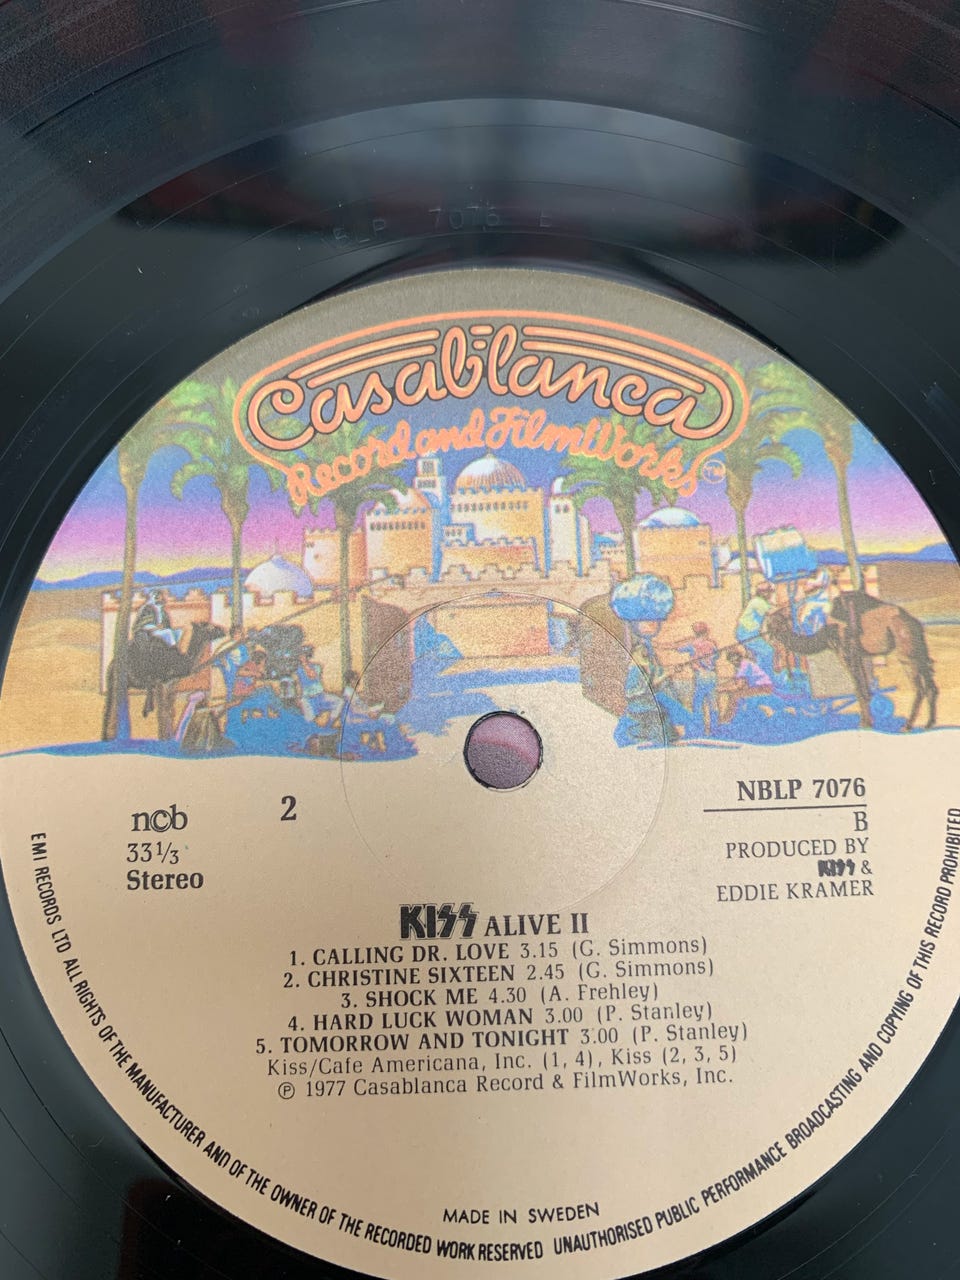 NBLP 7076
Casablanca
Record and FilmWorks
TM
ncb
33 1/3
Stereo
2
NBLP 7076
B
PRODUCED BY
KISS &
EDDIE KRAMER
KISS ALIVE II
1. CALLING DR. LOVE 3.15 (G. Simmons)
2. CHRISTINE SIXTEEN 2.45 (G. Simmons)
3. SHOCK ME 4.30 (A. Frehley)
4. HARD LUCK WOMAN 3.00 (P. Stanley)
5. TOMORROW AND TONIGHT 3.00 (P. Stanley)
Kiss/Cafe Americana, Inc. (1, 4), Kiss (2, 3, 5)
℗ 1977 Casablanca Record & FilmWorks, Inc.
MADE IN SWEDEN
EMI RECORDS LTD ALL RIGHTS OF THE MANUFACTURER AND OF THE OWNER OF THE RECORDED WORK RESERVED UNAUTHORISED PUBLIC PERFORMANCE BROADCASTING AND COPYING OF THIS RECORD PROHIBITED